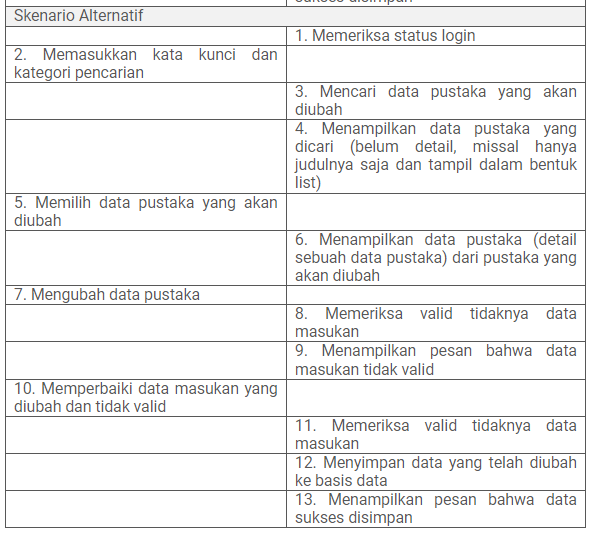 sukses disimpan
Skenario Alternatif
1. Memeriksa status login
2. Memasukkan kata kunci dan
kategori pencarian
3. Mencari data pustaka yang akan
diubah
4. Menampilkan data pustaka yang
dicari (belum detail, missal hanya
judulnya saja dan tampil dalam bentuk
list)
5. Memilih data pustaka yang akan
diubah
6. Menampilkan data pustaka (detail
sebuah data pustaka) dari pustaka yang
akan diubah
7. Mengubah data pustaka
8. Memeriksa valid tidaknya data
masukan
9. Menampilkan pesan bahwa data
masukan tidak valid
10. Memperbaiki data masukan yang
diubah dan tidak valid
11. Memeriksa valid tidaknya data
masukan
12. Menyimpan data yang telah diubah
ke basis data
13. Menampilkan pesan bahwa data
sukses disimpan